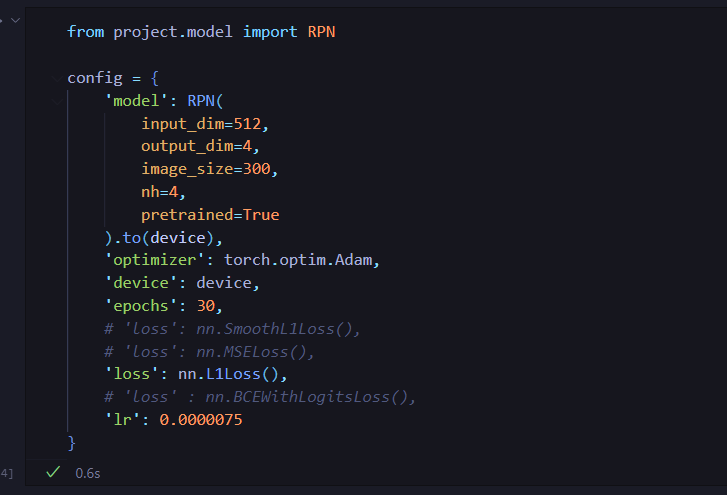 from project.model import RPN
config = {
    'model': RPN(
        input_dim=512,
        output_dim=4,
        image_size=300,
        nh=4,
        pretrained=True
    ).to(device),
    'optimizer': torch.optim.Adam,
    'device': device,
    'epochs': 30,
    # 'loss': nn.SmoothL1Loss(),
    # 'loss': nn.MSELoss(),
    'loss': nn.L1Loss(),
    # 'loss' : nn.BCEWithLogitsLoss(),
    'lr': 0.0000075
}
4] 0.6s